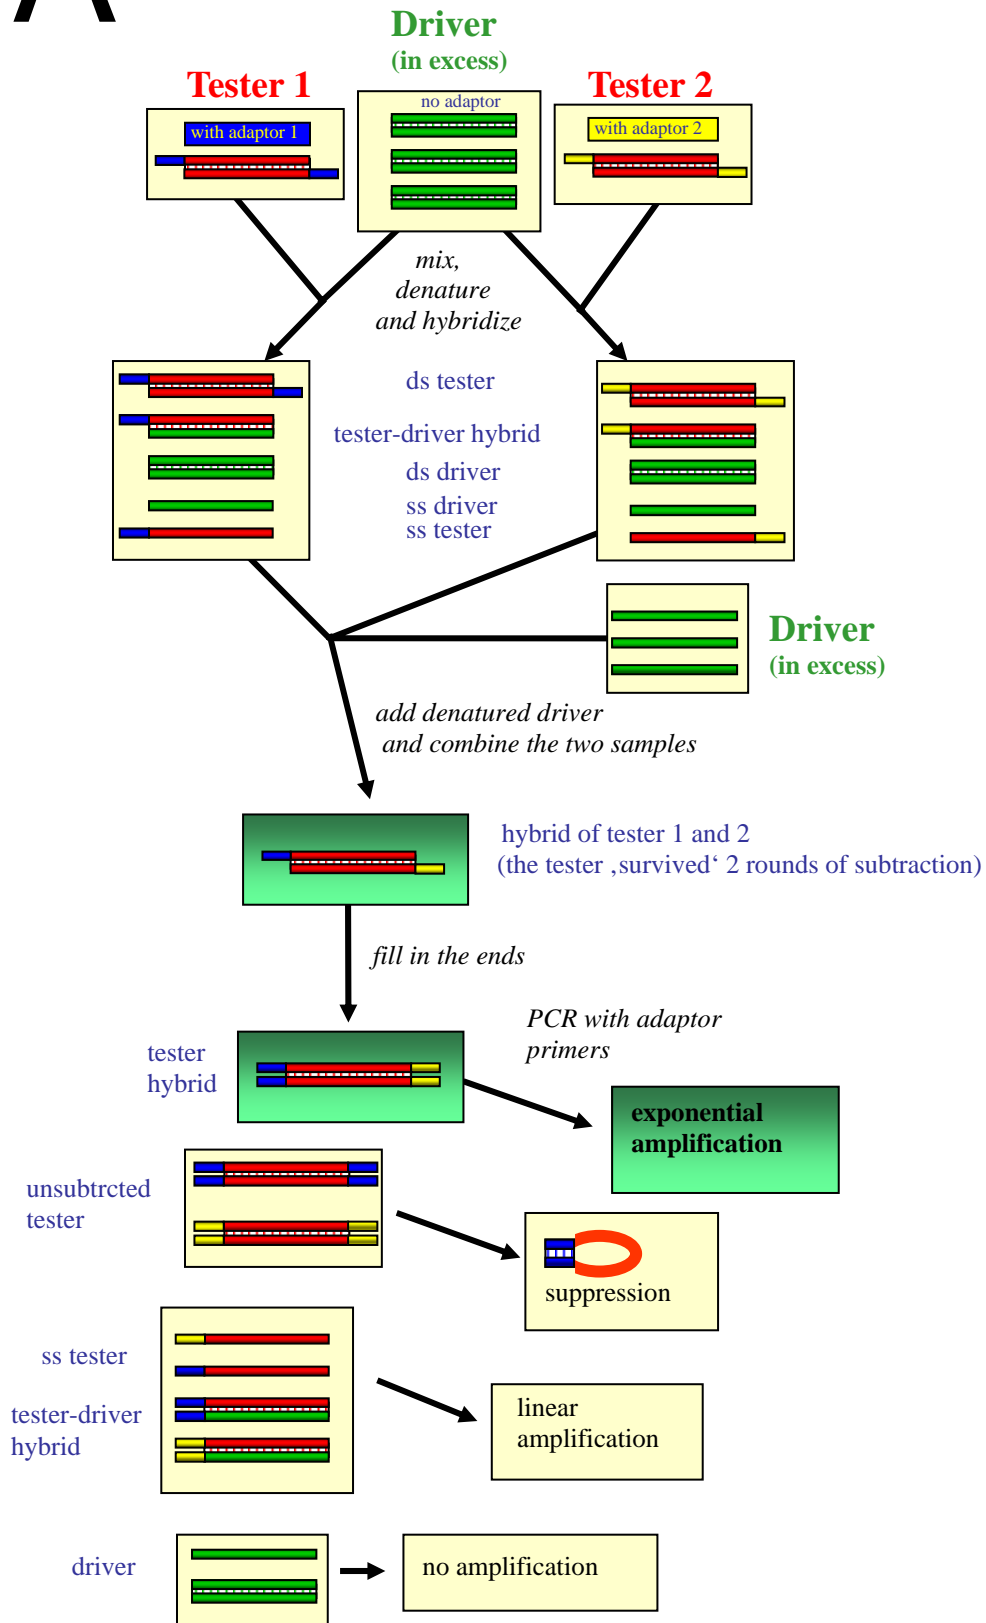 A
Driver
(in excess)
Tester 1
Tester 2
no adaptor
with adaptor 1
with adaptor 2
mix,
denature
and hybridize
ds tester
tester-driver hybrid
ds driver
ss driver
ss tester
Driver
(in excess)
add denatured driver
and combine the two samples
hybrid of tester 1 and 2
(the tester ‚survived‘ 2 rounds of subtraction)
fill in the ends
PCR with adaptor
primers
tester
hybrid
exponential
amplification
unsubtrcted
tester
suppression
ss tester
tester-driver
hybrid
linear
amplification
driver
no amplification